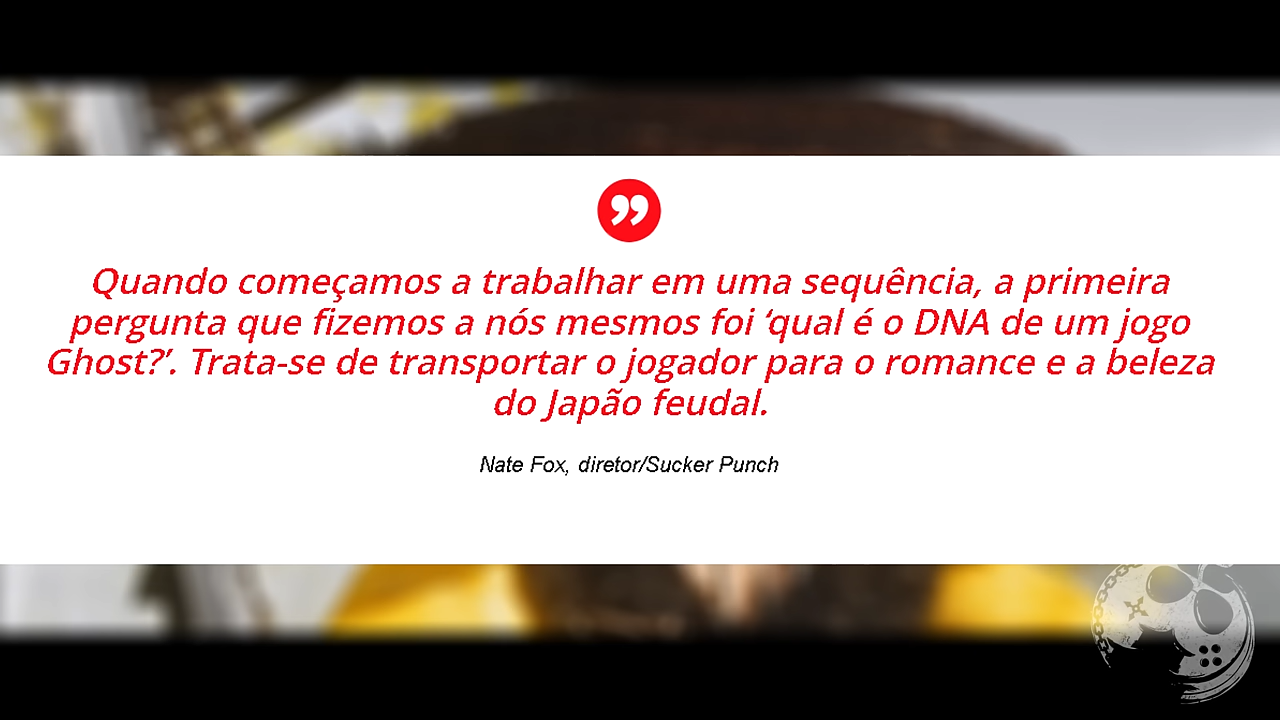 Quando começamos a trabalhar em uma sequência, a primeira
pergunta que fizemos a nós mesmos foi ‘qual é o DNA de um jogo
Ghost?’. Trata-se de transportar o jogador para o romance e a beleza
do Japão feudal.
Nate Fox, diretor/Sucker Punch